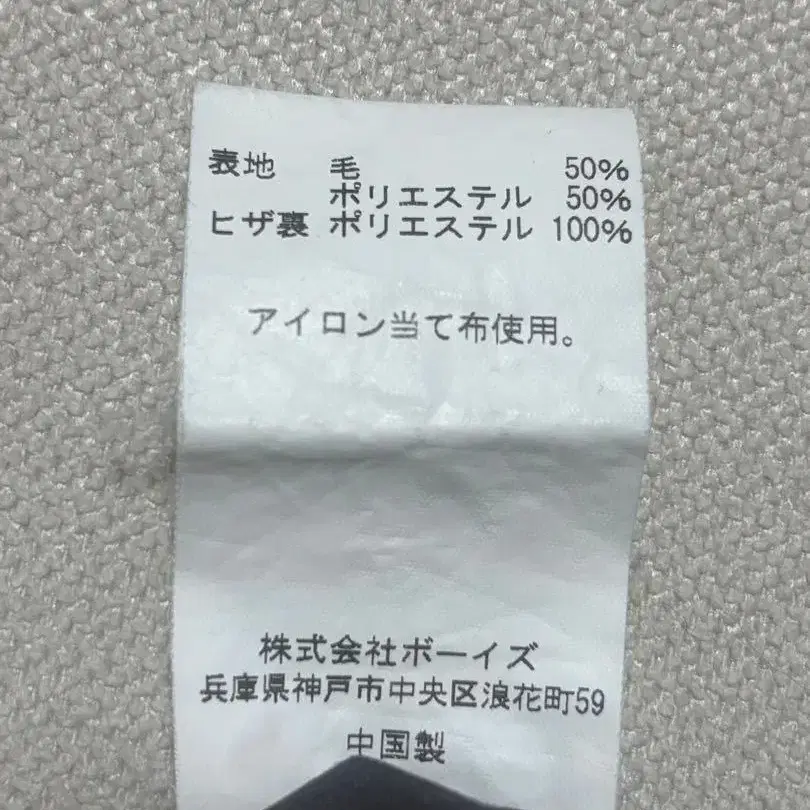 表地 毛 50%
ポリエステル 50%
ヒザ裏 ポリエステル 100%
アイロン当て布使用。
株式会社ボーイズ
兵庫県神戸市中央区浪花町59
中国製